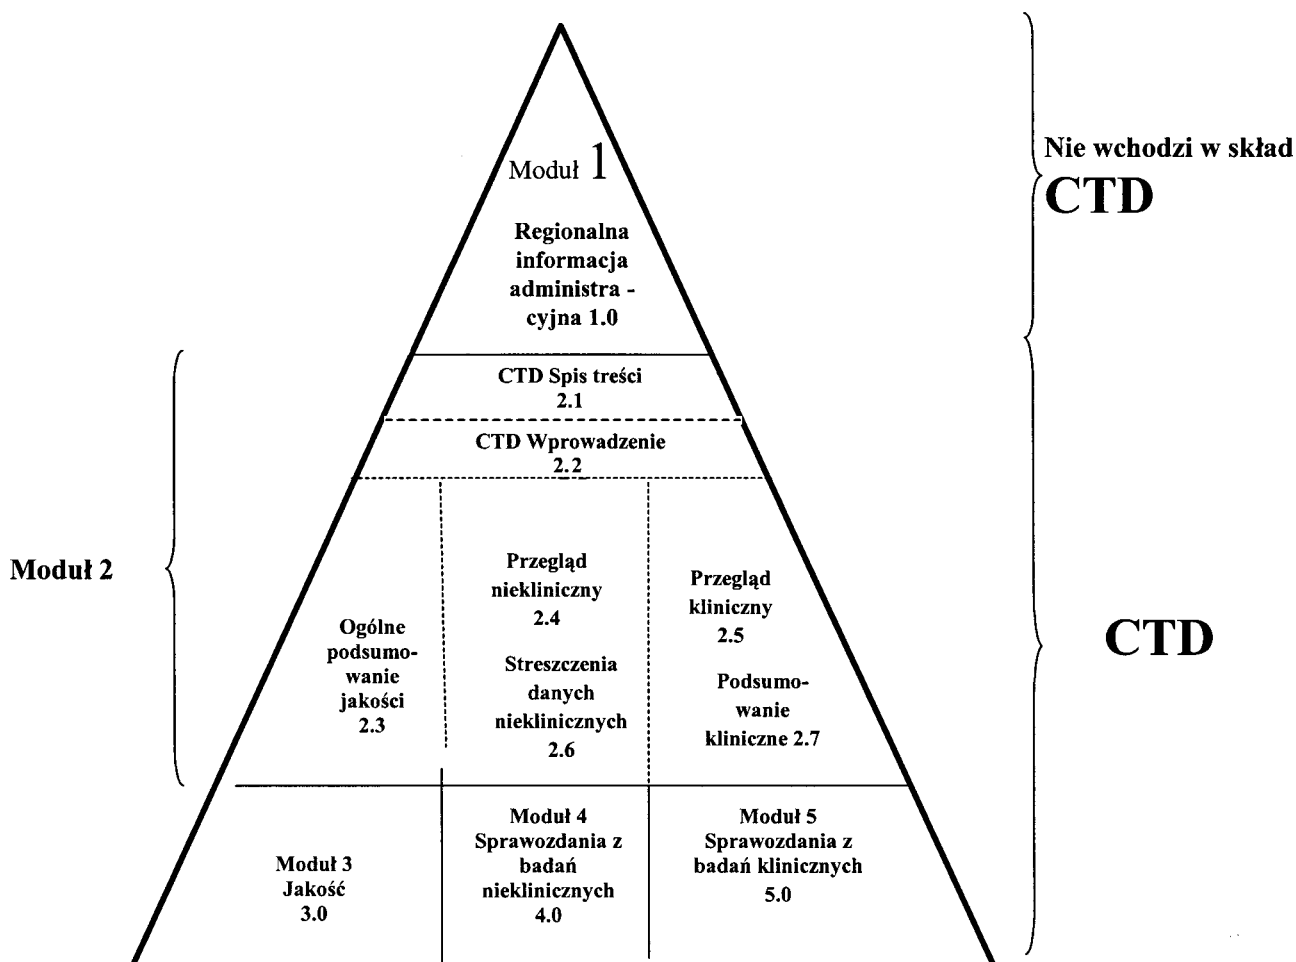 Moduł 1
Regionalna
informacja
administra -
cyjna 1.0
Nie wchodzi w skład
CTD
CTD Spis treści
2.1
CTD Wprowadzenie
2.2
Moduł 2
Ogólne
podsumo-
wanie
jakości
2.3
Przegląd
niekliniczny
2.4
Streszczenia
danych
nieklinicznych
2.6
Przegląd
kliniczny
2.5
Podsumo-
wanie
kliniczne 2.7
CTD
Moduł 3
Jakość
3.0
Moduł 4
Sprawozdania z
badań
nieklinicznych
4.0
Moduł 5
Sprawozdania z
badań klinicznych
5.0